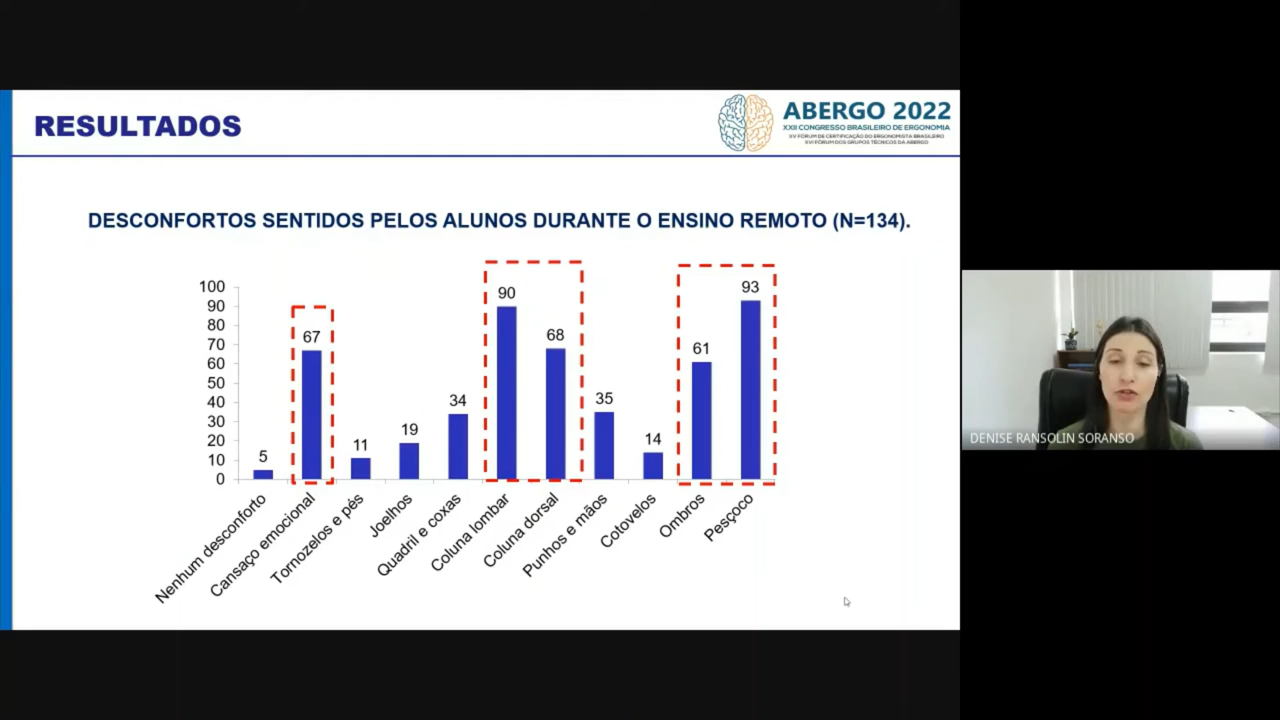 RESULTADOS
ABERGO 2022
XXII CONGRESSO BRASILEIRO DE ERGONOMIA
XV FÓRUM DE CERTIFICAÇÃO DO ERGONOMISTA BRASILEIRO
XVI FÓRUM DOS GRUPOS TÉCNICOS DA ABERGO
DESCONFORTOS SENTIDOS PELOS ALUNOS DURANTE O ENSINO REMOTO (N=134).
100
90
80
70
60
50
40
30
20
10
0
5
67
11
19
34
90
68
35
14
61
93
Nenhum desconforto
Cansaço emocional
Tornozelos e pés
Joelhos
Quadril e coxas
Coluna lombar
Coluna dorsal
Punhos e mãos
Cotovelos
Ombros
Pesçoco
DENISE RANSOLIN SORANSO